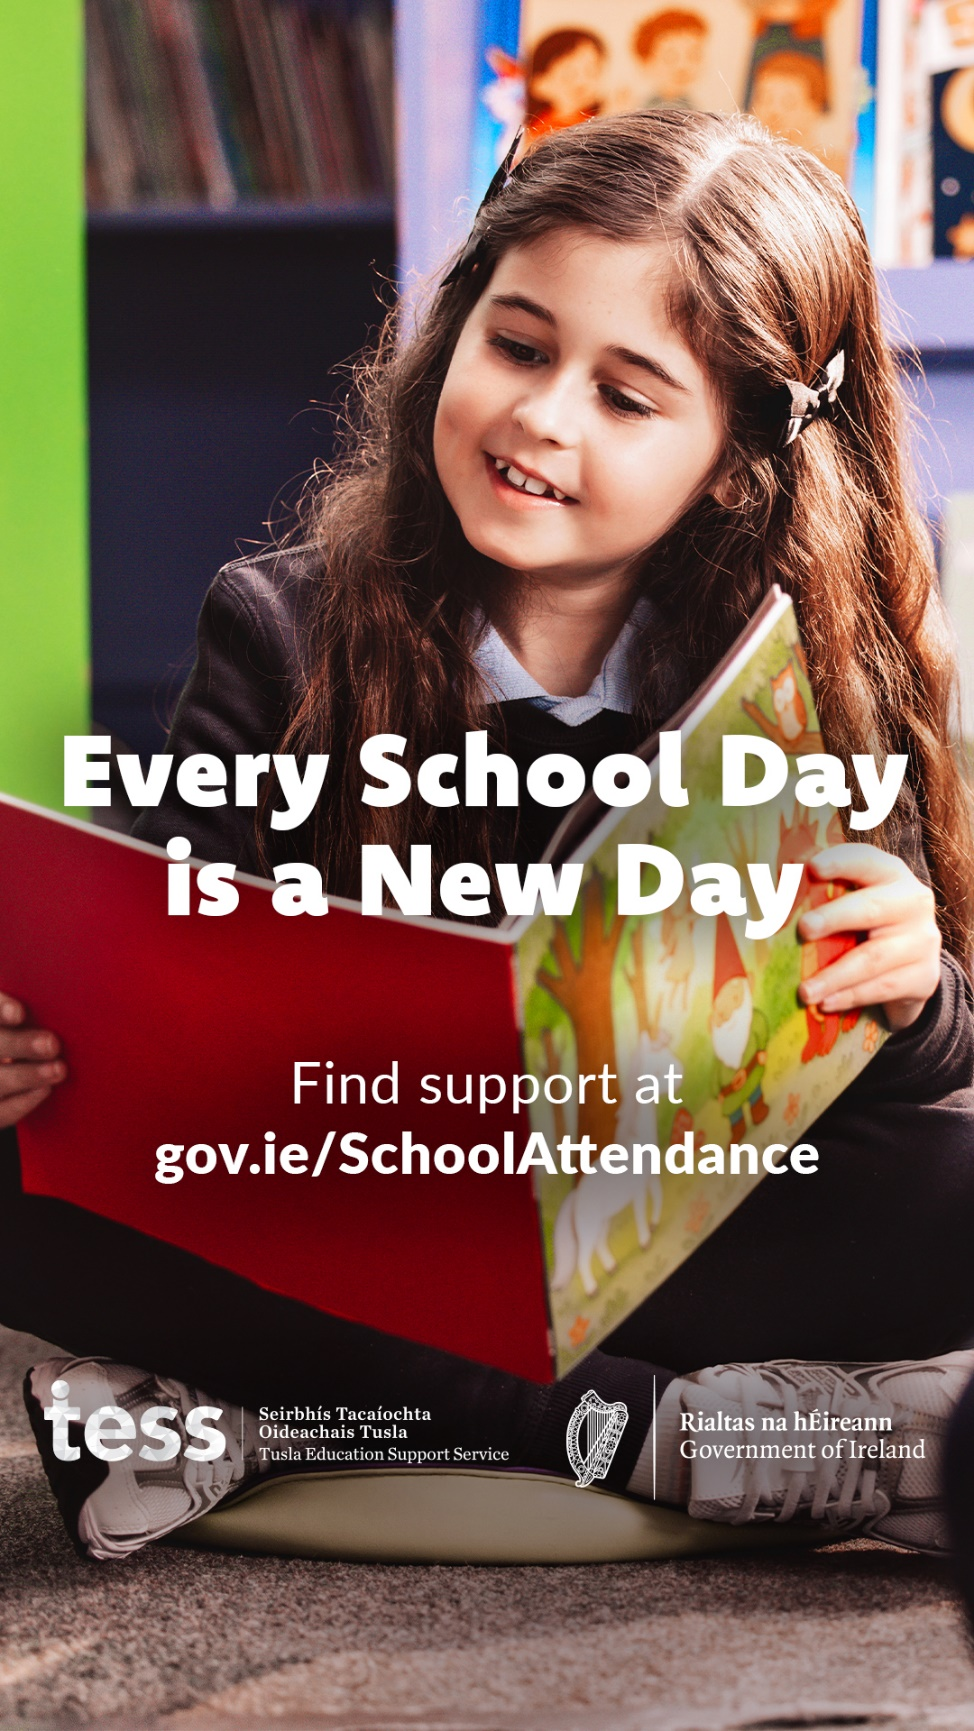 Every School Day
is a New Day
Find support at
gov.ie/SchoolAttendance
tess
Seirbhís Tacaíochta
Oideachais Tusla
Tusla Education Support Service
Rialtas na hÉireann
Government of Ireland